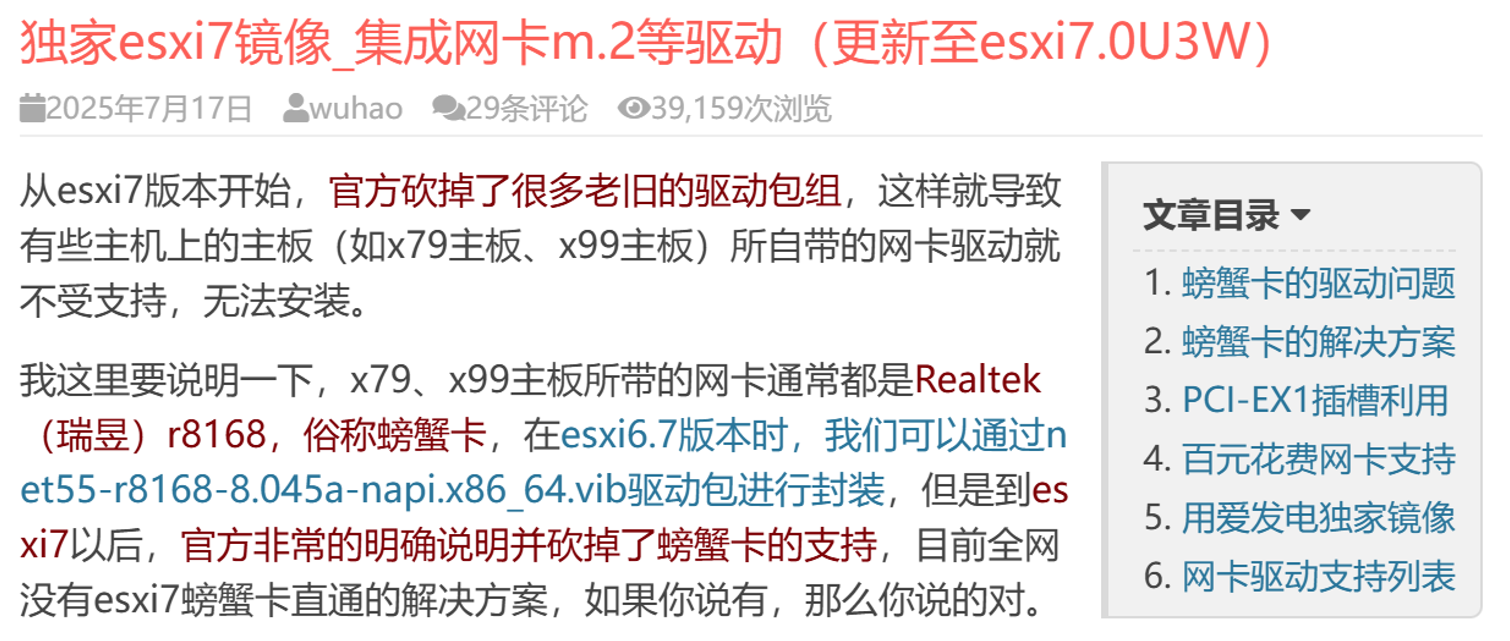 独家esxi7镜像_集成网卡m.2等驱动（更新至esxi7.0U3W）
2025年7月17日 wuhao 29条评论 39,159次浏览
从esxi7版本开始，官方砍掉了很多老旧的驱动包组，这样就导致
有些主机上的主板（如x79主板、x99主板）所自带的网卡驱动就
不受支持，无法安装。
我这里要说明一下，x79、x99主板所带的网卡通常都是Realtek
（瑞昱）r8168，俗称螃蟹卡，在esxi6.7版本时，我们可以通过n
et55-r8168-8.045a-napi.x86_64.vib驱动包进行封装，但是到es
xi7以后，官方非常的明确说明并砍掉了螃蟹卡的支持，目前全网
没有esxi7螃蟹卡直通的解决方案，如果你说有，那么你说的对。
文章目录
1. 螃蟹卡的驱动问题
2. 螃蟹卡的解决方案
3. PCI-EX1插槽利用
4. 百元花费网卡支持
5. 用爱发电独家镜像
6. 网卡驱动支持列表